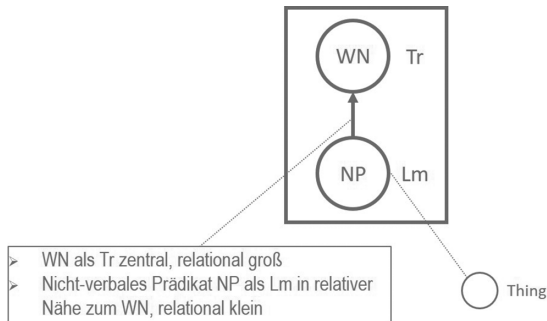 WN Tr
NP Lm
➢ WN als Tr zentral, relational groß
➢ Nicht-verbales Prädikat NP als Lm in relativer
Nähe zum WN, relational klein
Thing